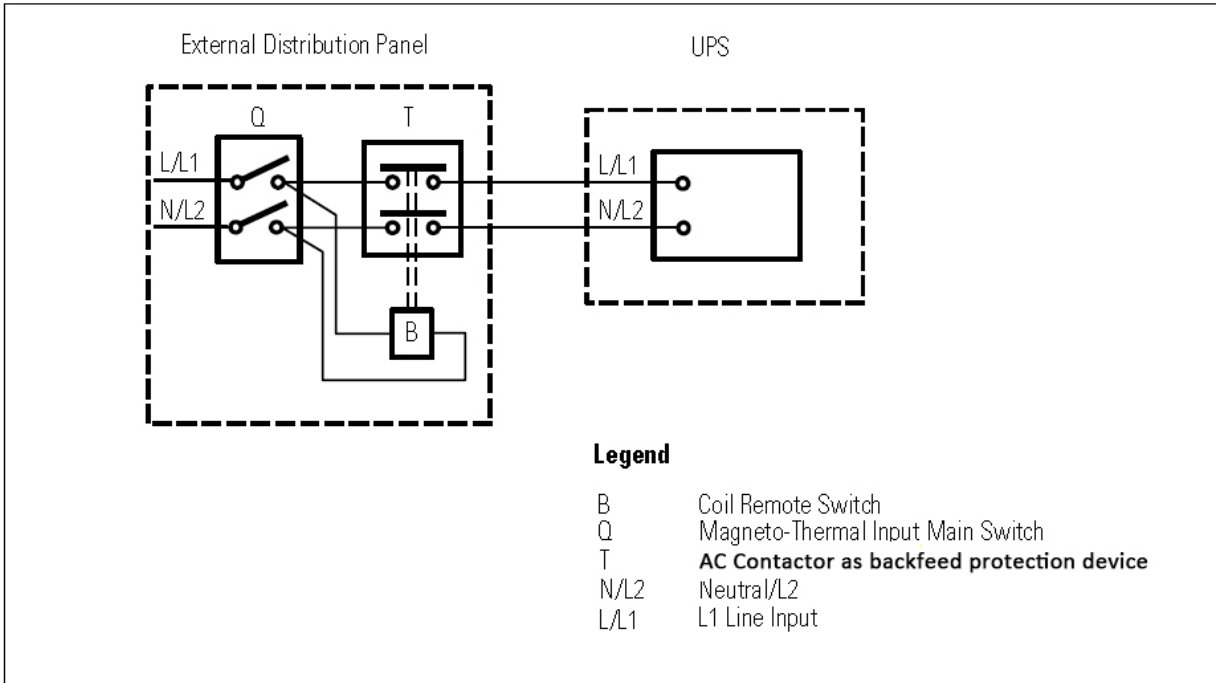 External Distribution Panel
UPS
Q
T
L/L1
N/L2
L/L1
N/L2
B
Legend
B Coil Remote Switch
Q Magneto-Thermal Input Main Switch
T AC Contactor as backfeed protection device
N/L2 Neutral/L2
L/L1 L1 Line Input